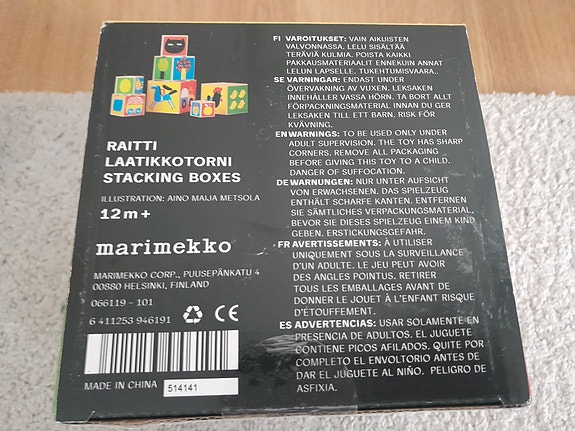 RAITTI
LAATIKKOTORNI
STACKING BOXES
ILLUSTRATION: AINO MAIJA METSOLA
12m+
marimekko
MARIMEKKO CORP., PUUSEPÄNKATU 4
00880 HELSINKI, FINLAND
066119 - 101
6 411253 946191
CE
MADE IN CHINA 514141
FI VAROITUKSET: VAIN AIKUISTEN
VALVONNASSA. LELU SISÄLTÄÄ
TERÄVIÄ KULMIA. POISTA KAIKKI
PAKKAUSMATERIAALIT ENNEKUIN ANNAT
LELUN LAPSELLE. TUKEHTUMISVAARA..
SE VARNINGAR: ENDAST UNDER
ÖVERVAKNING AV VUXEN. LEKSAKEN
INNEHÅLLER VASSA HÖRN. TA BORT ALLT
FÖRPACKNINGSMATERIAL INNAN DU GER
LEKSAKEN TILL ETT BARN. RISK FÖR
KVÄVNING.
EN WARNINGS: TO BE USED ONLY UNDER
ADULT SUPERVISION. THE TOY HAS SHARP
CORNERS. REMOVE ALL PACKAGING
BEFORE GIVING THIS TOY TO A CHILD.
DANGER OF SUFFOCATION.
DE WARNUNGEN: NUR UNTER AUFSICHT
VON ERWACHSENEN. DAS SPIELZEUG
ENTHÄLT SCHARFE KANTEN. ENTFERNEN
SIE SÄMTLICHES VERPACKUNGSMATERIAL,
BEVOR SIE DIESES SPIELZEUG EINEM KIND
GEBEN. ERSTICKUNGSGEFAHR.
FR AVERTISSEMENTS: À UTILISER
UNIQUEMENT SOUS LA SURVEILLANCE
D'UN ADULTE. LE JEU PEUT AVOIR
DES ANGLES POINTUS. RETIRER
TOUS LES EMBALLAGES AVANT DE
DONNER LE JOUET À L'ENFANT RISQUE
D'ÉTOUFFEMENT.
ES ADVERTENCIAS: USAR SOLAMENTE EN
PRESENCIA DE ADULTOS. EL JUGUETE
CONTIENE PICOS AFILADOS. QUITE POR
COMPLETO EL ENVOLTORIO ANTES DE
DAR EL JUGUETE AL NIÑO. PELIGRO DE
ASFIXIA.